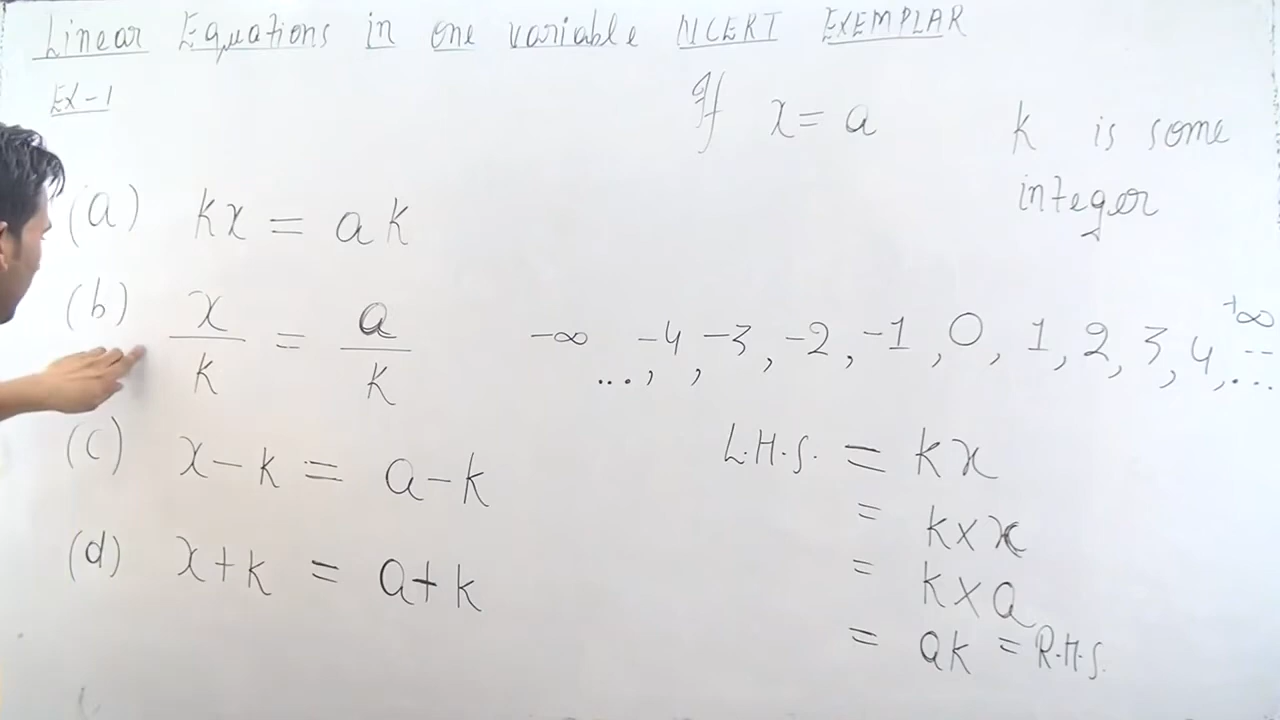 Linear Equations in one variable NCERT EXEMPLAR
EX-1
If x = a
k is some
integer
(a) kx = ak
(b) x/k = a/k
-∞ ..., -4, -3, -2, -1, 0, 1, 2, 3, 4, ... +∞
(c) x-k = a-k
(d) x+k = a+k
L.H.S. = kx
= k×x
= k×a
= ak = R.H.S.